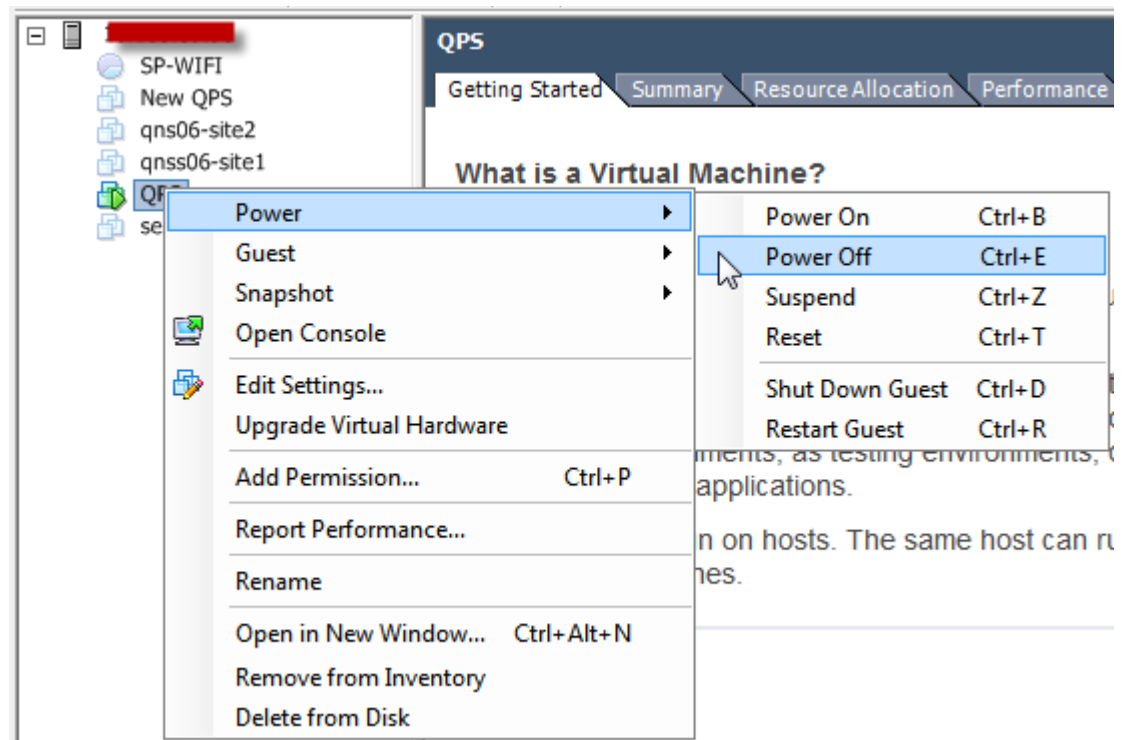 SP-WIFI
New QPS
qns06-site2
qnss06-site1
QPS
se
QPS
Getting Started Summary Resource Allocation Performance
What is a Virtual Machine?
Power
Guest
Snapshot
Open Console
Edit Settings...
Upgrade Virtual Hardware
Add Permission... Ctrl+P
Report Performance...
Rename
Open in New Window... Ctrl+Alt+N
Remove from Inventory
Delete from Disk
Power On Ctrl+B
Power Off Ctrl+E
Suspend Ctrl+Z
Reset Ctrl+T
Shut Down Guest Ctrl+D
Restart Guest Ctrl+R
ments, as testing environments,
applications.
n on hosts. The same host can ru
nes.